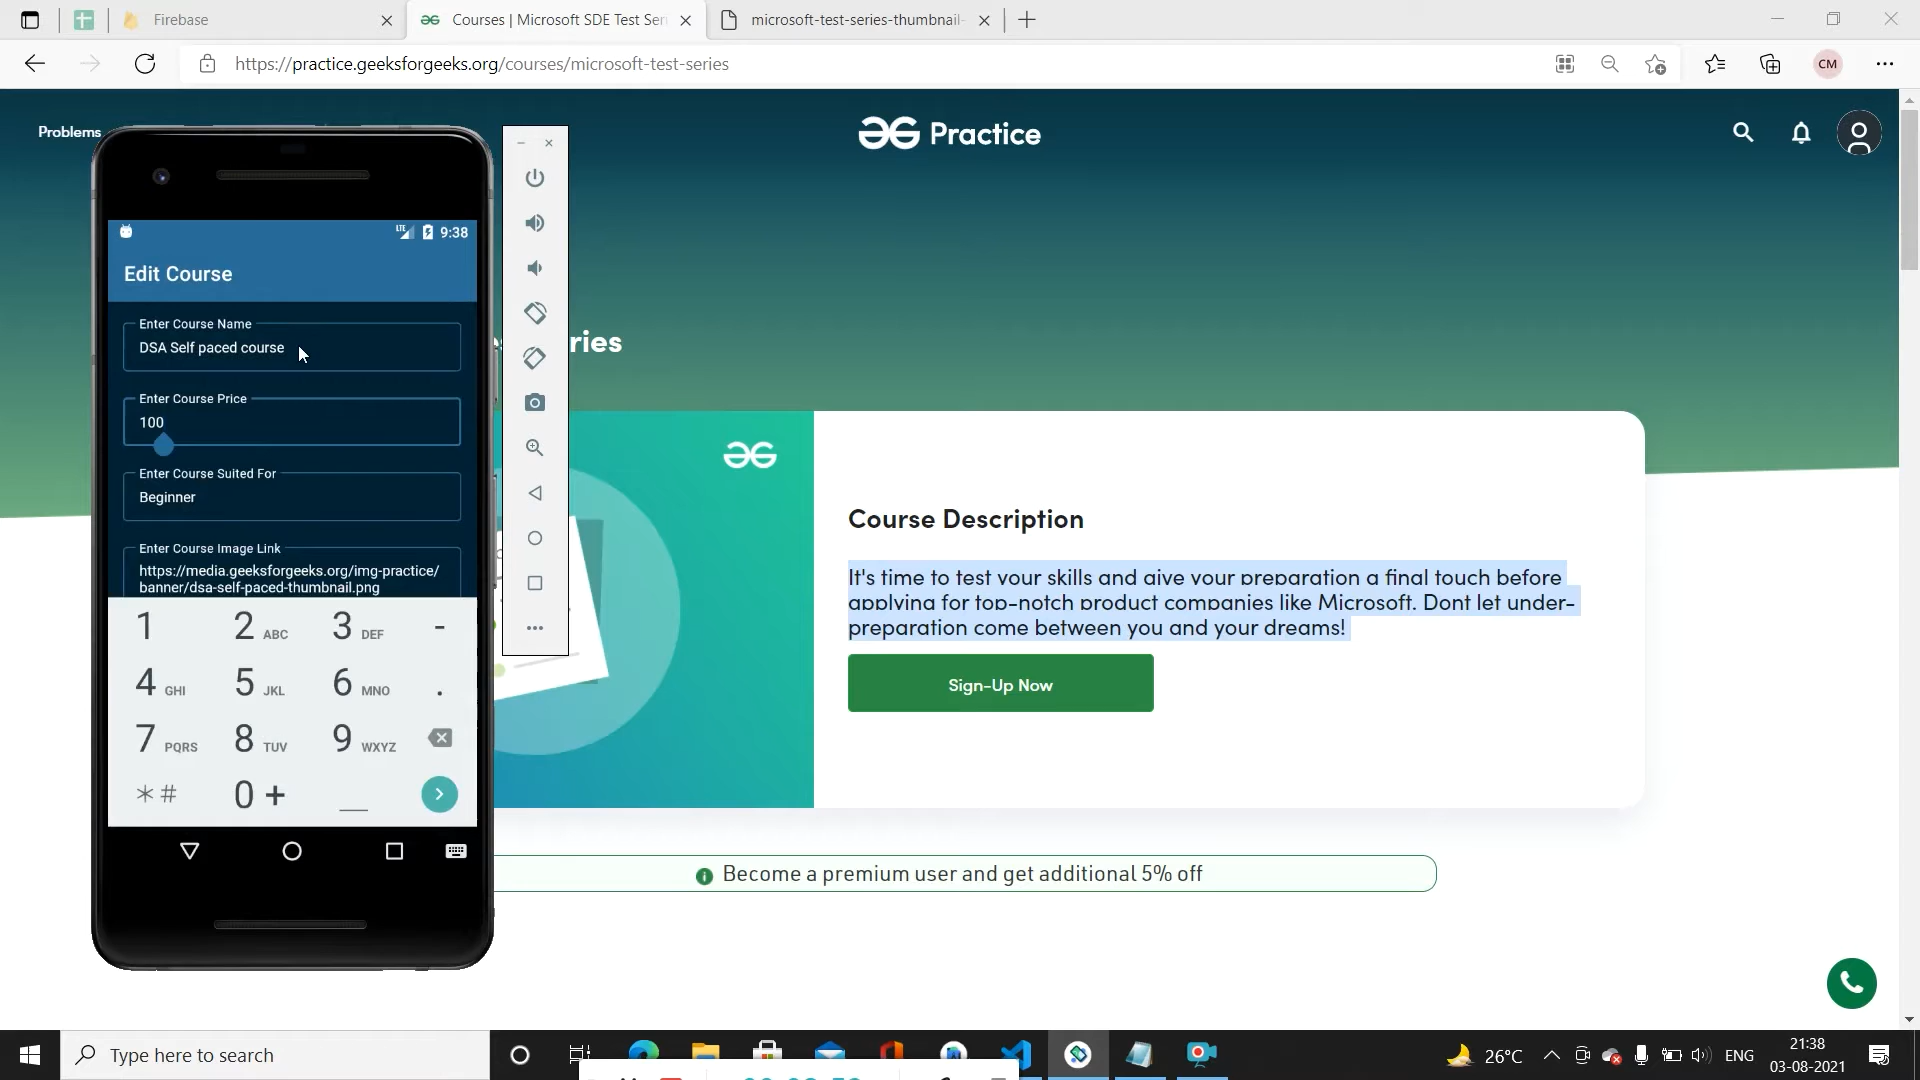 Firebase
Courses | Microsoft SDE Test Ser
microsoft-test-series-thumbnail-
https://practice.geeksforgeeks.org/courses/microsoft-test-series
CM
Problems
Practice
LTE
9:38
Edit Course
Enter Course Name
DSA Self paced course
Enter Course Price
100
Enter Course Suited For
Beginner
Enter Course Image Link
https://media.geeksforgeeks.org/img-practice/
banner/dsa-self-paced-thumbnail.png
1 2 ABC 3 DEF -
4 GHI 5 JKL 6 MNO .
7 PQRS 8 TUV 9 WXYZ
*# 0 +
ries
Course Description
It's time to test your skills and give your preparation a final touch before
applying for top-notch product companies like Microsoft. Dont let under-
preparation come between you and your dreams!
Sign-Up Now
Become a premium user and get additional 5% off
Type here to search
26°C
ENG
21:38
03-08-2021